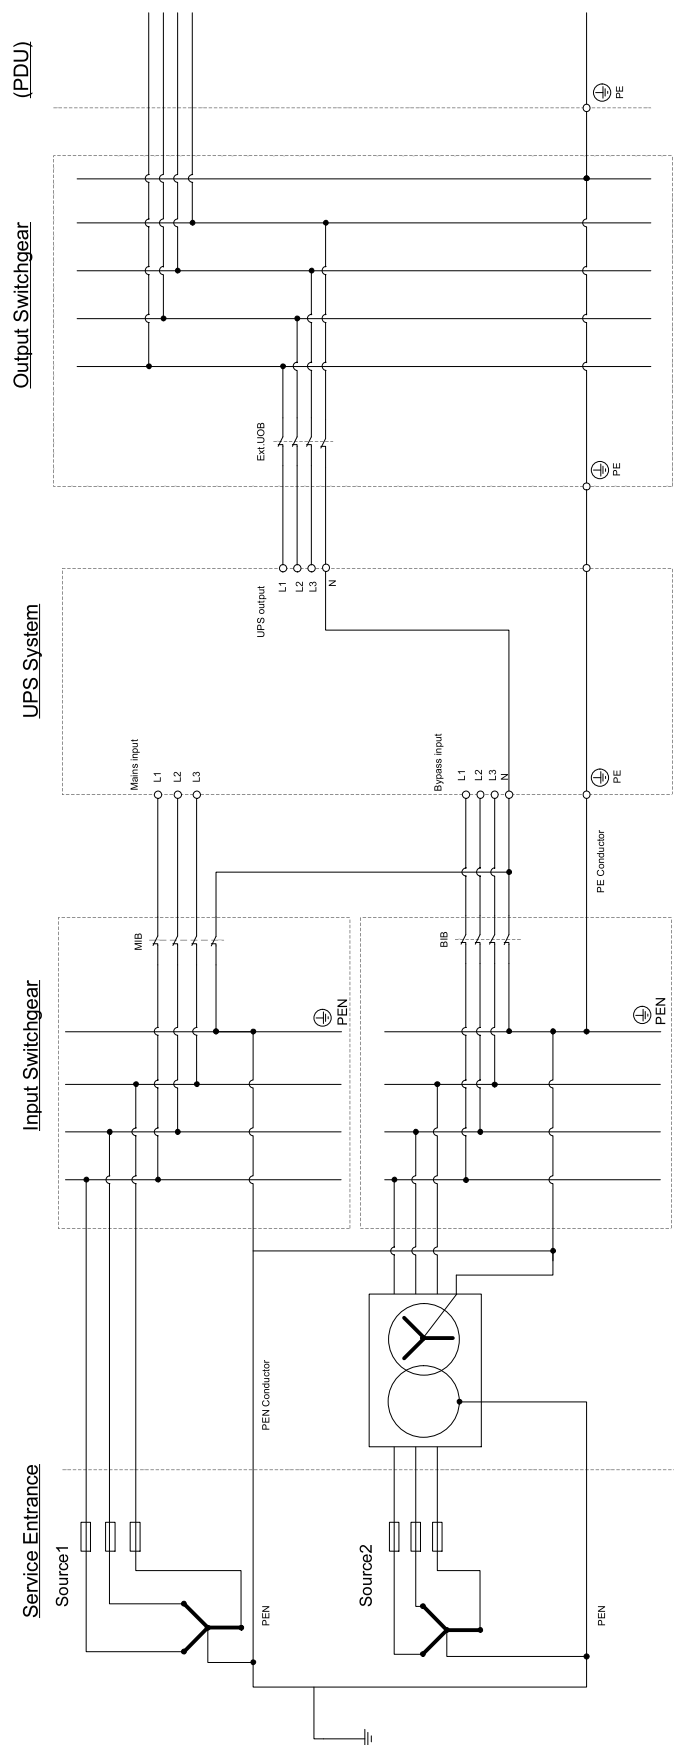 Service Entrance
Input Switchgear
UPS System
Output Switchgear
(PDU)
Source1
PEN
PEN Conductor
MIB
PEN
Mains input
L1
L2
L3
Source2
PEN
BIB
PEN
PE Conductor
Bypass input
L1
L2
L3
N
PE
UPS output
L1
L2
L3
N
Ext.UOB
PE
PE